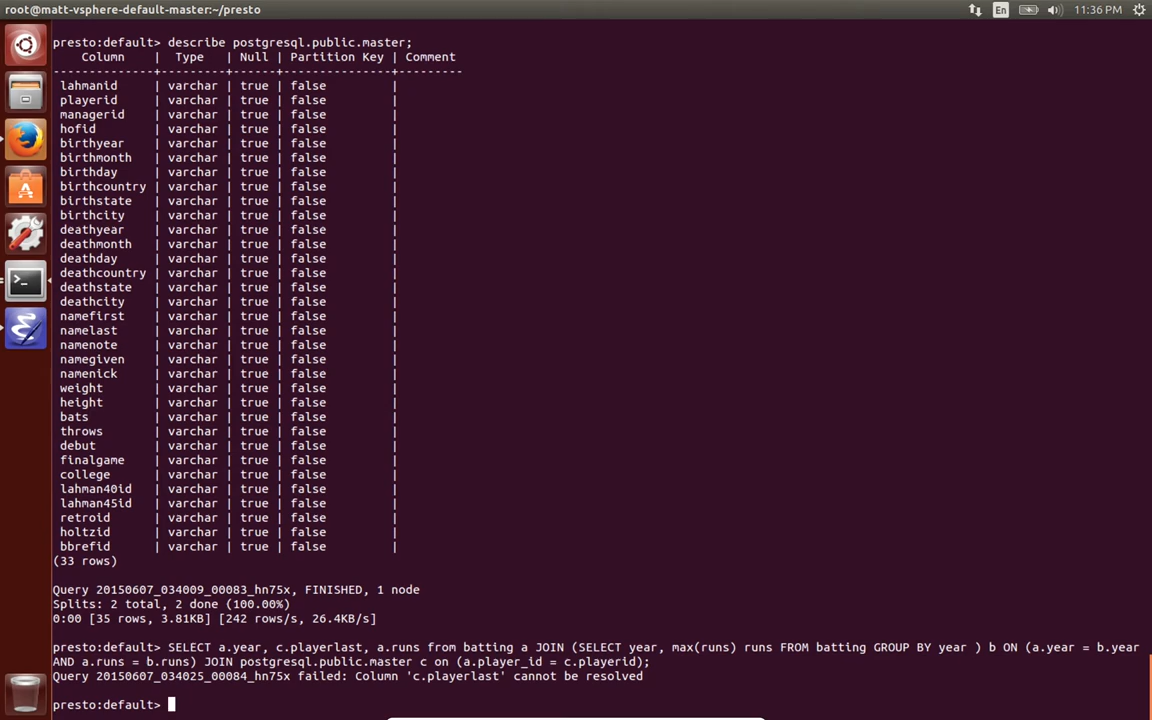 root@matt-vsphere-default-master:~/presto
En
11:36 PM
presto:default> describe postgresql.public.master;
Column | Type | Null | Partition Key | Comment
--------------+---------+------+---------------+---------
lahmanid | varchar | true | false |
playerid | varchar | true | false |
managerid | varchar | true | false |
hofid | varchar | true | false |
birthyear | varchar | true | false |
birthmonth | varchar | true | false |
birthday | varchar | true | false |
birthcountry | varchar | true | false |
birthstate | varchar | true | false |
birthcity | varchar | true | false |
deathyear | varchar | true | false |
deathmonth | varchar | true | false |
deathday | varchar | true | false |
deathcountry | varchar | true | false |
deathstate | varchar | true | false |
deathcity | varchar | true | false |
namefirst | varchar | true | false |
namelast | varchar | true | false |
namenote | varchar | true | false |
namegiven | varchar | true | false |
namenick | varchar | true | false |
weight | varchar | true | false |
height | varchar | true | false |
bats | varchar | true | false |
throws | varchar | true | false |
debut | varchar | true | false |
finalgame | varchar | true | false |
college | varchar | true | false |
lahman40id | varchar | true | false |
lahman45id | varchar | true | false |
retroid | varchar | true | false |
holtzid | varchar | true | false |
bbrefid | varchar | true | false |
(33 rows)
Query 20150607_034009_00083_hn75x, FINISHED, 1 node
Splits: 2 total, 2 done (100.00%)
0:00 [35 rows, 3.81KB] [242 rows/s, 26.4KB/s]
presto:default> SELECT a.year, c.playerlast, a.runs from batting a JOIN (SELECT year, max(runs) runs FROM batting GROUP BY year ) b ON (a.year = b.year
AND a.runs = b.runs) JOIN postgresql.public.master c on (a.player_id = c.playerid);
Query 20150607_034025_00084_hn75x failed: Column 'c.playerlast' cannot be resolved
presto:default>